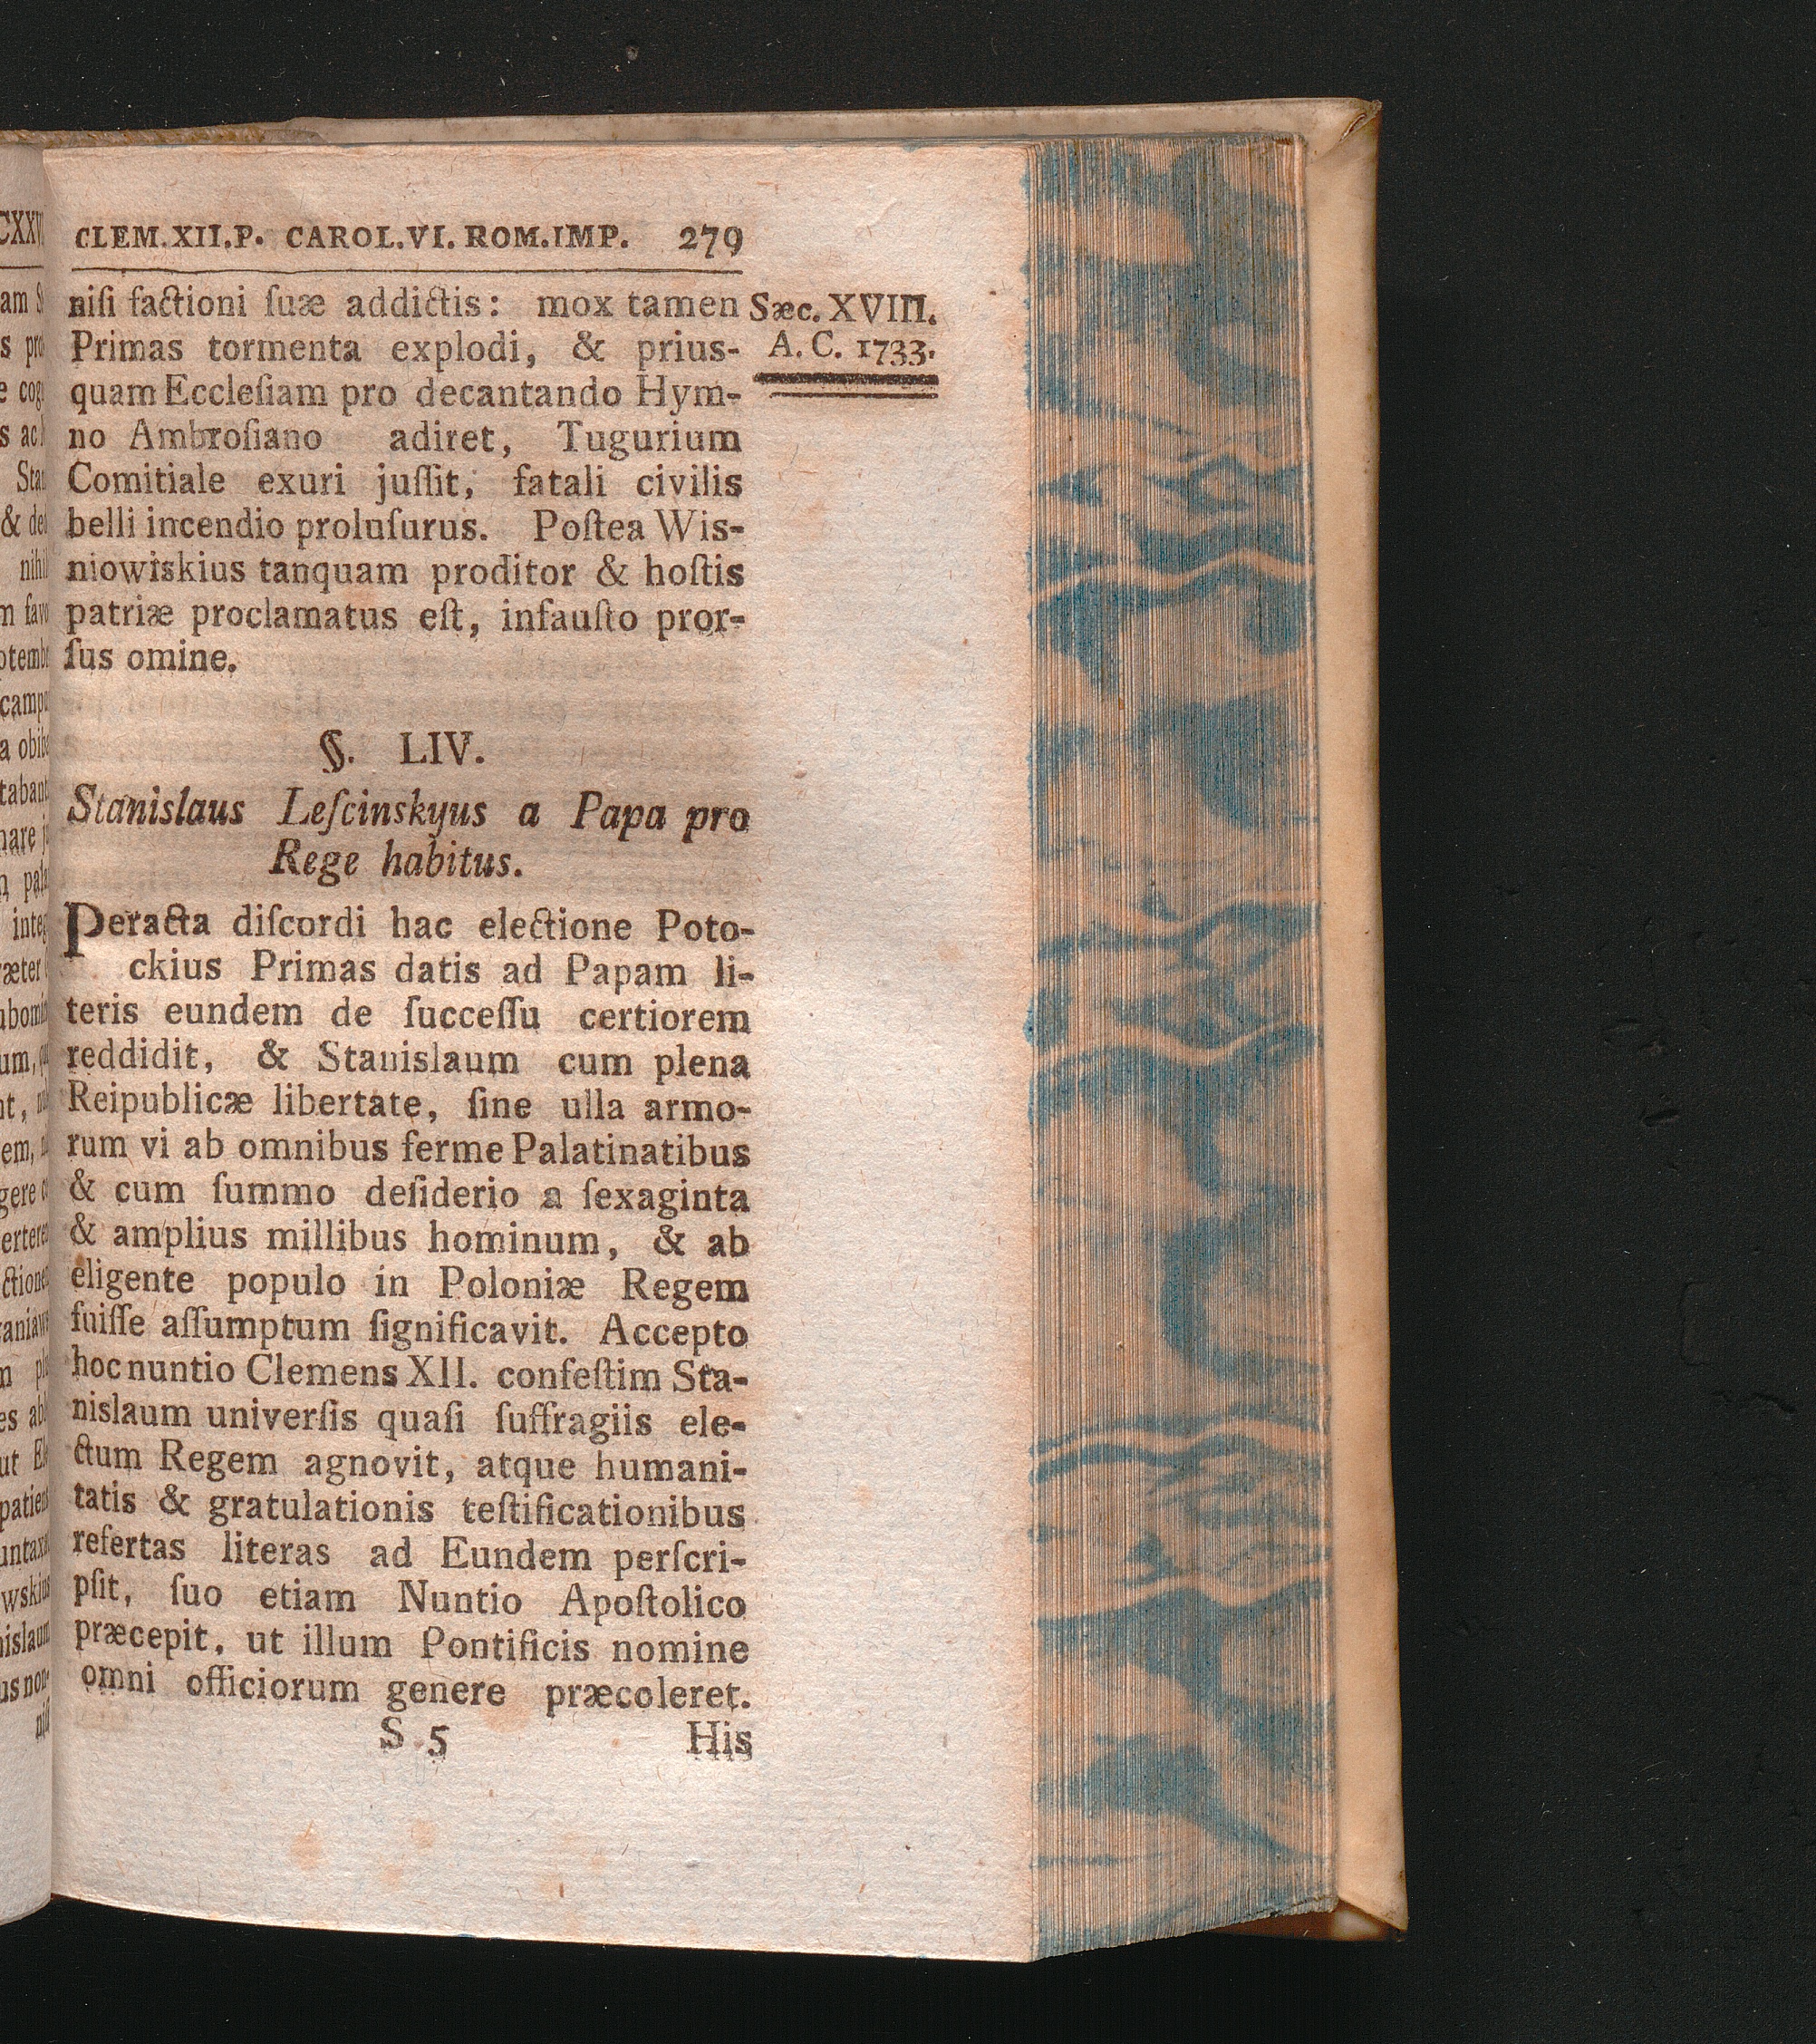 CLEM.XII.P. CAROL.VI. ROM.IMP. 279
Sæc. XVIII.
A. C. 1733.
niſi factioni ſuæ addictis: mox tamen
Primas tormenta explodi, & prius-
quam Eccleſiam pro decantando Hym-
no Ambroſiano adiret, Tugurium
Comitiale exuri juſſit, fatali civilis
belli incendio proluſurus. Poſtea Wis-
niowiskius tanquam proditor & hoſtis
patriæ proclamatus eſt, infauſto pror-
ſus omine.
§. LIV.
Stanislaus Leſcinskyus a Papa pro
Rege habitus.
Peracta diſcordi hac electione Poto-
ckius Primas datis ad Papam li-
teris eundem de ſucceſſu certiorem
reddidit, & Stanislaum cum plena
Reipublicæ libertate, ſine ulla armo-
rum vi ab omnibus ferme Palatinatibus
& cum ſummo deſiderio a ſexaginta
& amplius millibus hominum, & ab
eligente populo in Poloniæ Regem
fuiſſe aſſumptum ſignificavit. Accepto
hoc nuntio Clemens XII. confeſtim Sta-
nislaum univerſis quaſi ſuffragiis ele-
ctum Regem agnovit, atque humani-
tatis & gratulationis teſtificationibus
refertas literas ad Eundem perſcri-
pſit, ſuo etiam Nuntio Apoſtolico
præcepit, ut illum Pontificis nomine
omni officiorum genere præcoleret.
S 5 His